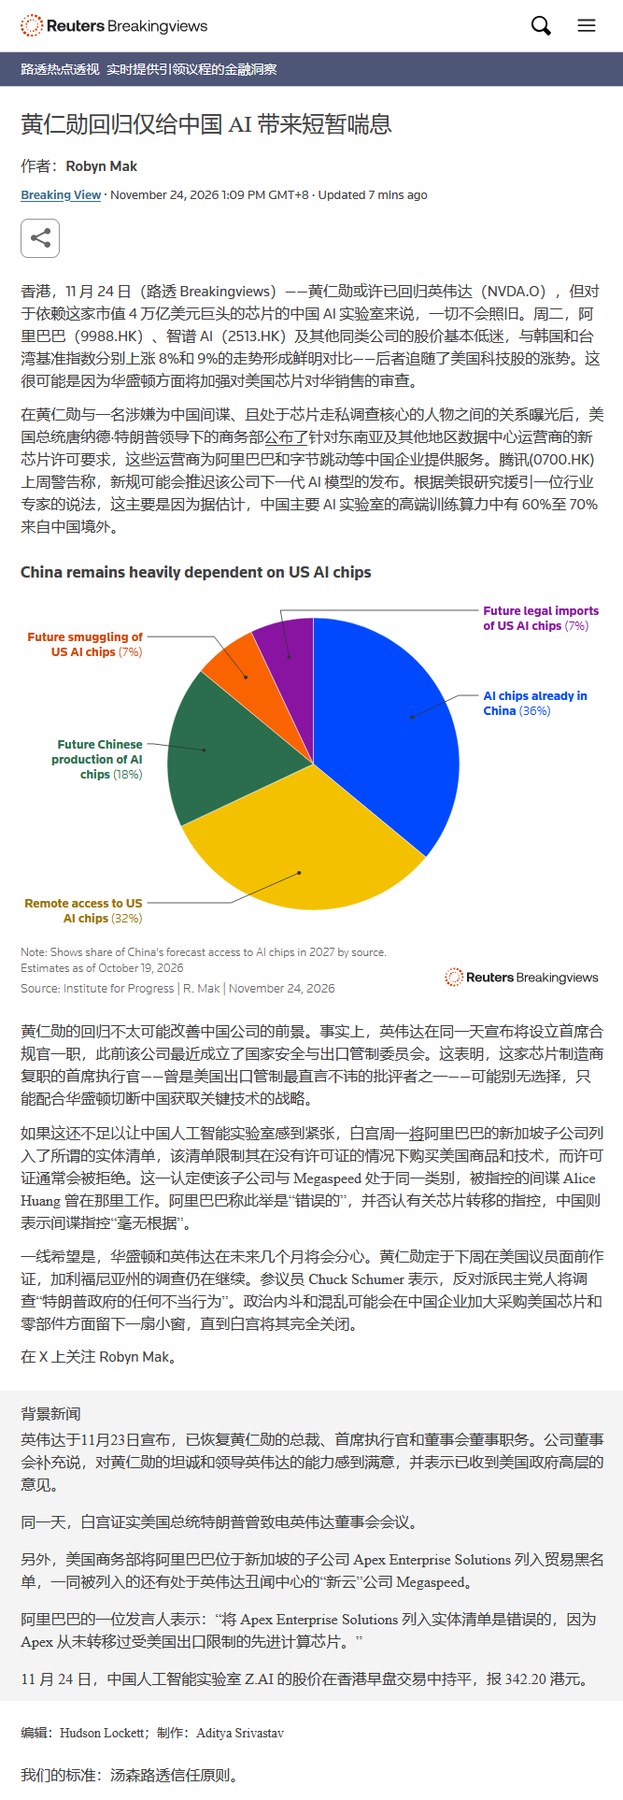 Reuters Breakingviews
路透热点透视 实时提供引领议程的金融洞察
黄仁勋回归仅给中国 AI 带来短暂喘息
作者：Robyn Mak
Breaking View · November 24, 2026 1:09 PM GMT+8 · Updated 7 mins ago
香港，11 月 24 日（路透 Breakingviews）——黄仁勋或许已回归英伟达（NVDA.O），但对
于依赖这家市值 4 万亿美元巨头的芯片的中国 AI 实验室来说，一切不会照旧。周二，阿
里巴巴（9988.HK）、智谱 AI（2513.HK）及其他同类公司的股价基本低迷，与韩国和台
湾基准指数分别上涨 8%和 9%的走势形成鲜明对比——后者追随了美国科技股的涨势。这
很可能是因为华盛顿方面将加强对美国芯片对华销售的审查。
在黄仁勋与一名涉嫌为中国间谍、且处于芯片走私调查核心的人物之间的关系曝光后，美
国总统唐纳德·特朗普领导下的商务部公布了针对东南亚及其他地区数据中心运营商的新
芯片许可要求，这些运营商为阿里巴巴和字节跳动等中国企业提供服务。腾讯(0700.HK)
上周警告称，新规可能会推迟该公司下一代 AI 模型的发布。根据美银研究援引一位行业
专家的说法，这主要是因为据估计，中国主要 AI 实验室的高端训练算力中有 60%至 70%
来自中国境外。
China remains heavily dependent on US AI chips
Future legal imports
of US AI chips (7%)
Future smuggling of
US AI chips (7%)
AI chips already in
China (36%)
Future Chinese
production of AI
chips (18%)
Remote access to US
AI chips (32%)
Note: Shows share of China's forecast access to AI chips in 2027 by source.
Estimates as of October 19, 2026
Source: Institute for Progress | R. Mak | November 24, 2026
Reuters Breakingviews
黄仁勋的回归不太可能改善中国公司的前景。事实上，英伟达在同一天宣布将设立首席合
规官一职，此前该公司最近成立了国家安全与出口管制委员会。这表明，这家芯片制造商
复职的首席执行官——曾是美国出口管制最直言不讳的批评者之一——可能别无选择，只
能配合华盛顿切断中国获取关键技术的战略。
如果这还不足以让中国人工智能实验室感到紧张，白宫周一将阿里巴巴的新加坡子公司列
入了所谓的实体清单，该清单限制其在没有许可证的情况下购买美国商品和技术，而许可
证通常会被拒绝。这一认定使该子公司与 Megaspeed 处于同一类别，被指控的间谍 Alice
Huang 曾在那里工作。阿里巴巴称此举是“错误的”，并否认有关芯片转移的指控，中国则
表示间谍指控“毫无根据”。
一线希望是，华盛顿和英伟达在未来几个月将会分心。黄仁勋定于下周在美国议员面前作
证，加利福尼亚州的调查仍在继续。参议员 Chuck Schumer 表示，反对派民主党人将调
查“特朗普政府的任何不当行为”。政治内斗和混乱可能会在中国企业加大采购美国芯片和
零部件方面留下一扇小窗，直到白宫将其完全关闭。
在 X 上关注 Robyn Mak。
背景新闻
英伟达于11月23日宣布，已恢复黄仁勋的总裁、首席执行官和董事会董事职务。公司董事
会补充说，对黄仁勋的坦诚和领导英伟达的能力感到满意，并表示已收到美国政府高层的
意见。
同一天，白宫证实美国总统特朗普曾致电英伟达董事会会议。
另外，美国商务部将阿里巴巴位于新加坡的子公司 Apex Enterprise Solutions 列入贸易黑名
单，一同被列入的还有处于英伟达丑闻中心的“新云”公司 Megaspeed。
阿里巴巴的一位发言人表示：“将 Apex Enterprise Solutions 列入实体清单是错误的，因为
Apex 从未转移过受美国出口限制的先进计算芯片。”
11 月 24 日，中国人工智能实验室 Z.AI 的股价在香港早盘交易中持平，报 342.20 港元。
编辑：Hudson Lockett；制作：Aditya Srivastav
我们的标准：汤森路透信任原则。